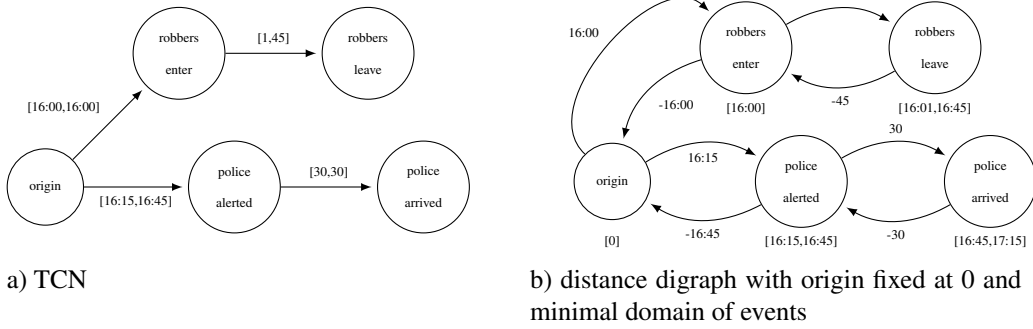 robbers
enter
[1,45]
robbers
leave
[16:00,16:00]
origin
[16:15,16:45]
police
alerted
[30,30]
police
arrived
a) TCN
16:00
robbers
enter
robbers
leave
-16:00
-45
[16:00]
[16:01,16:45]
origin
16:15
police
alerted
30
police
arrived
-16:45
-30
[0]
[16:15,16:45]
[16:45,17:15]
b) distance digraph with origin fixed at 0 and
minimal domain of events